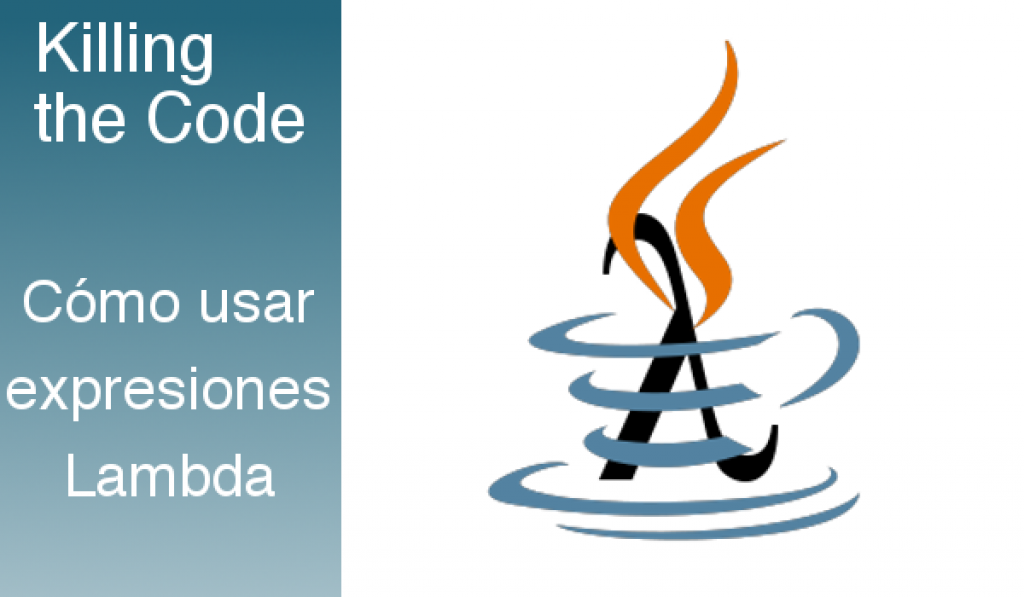 Killing
the Code
Cómo usar
expresiones
Lambda
λ